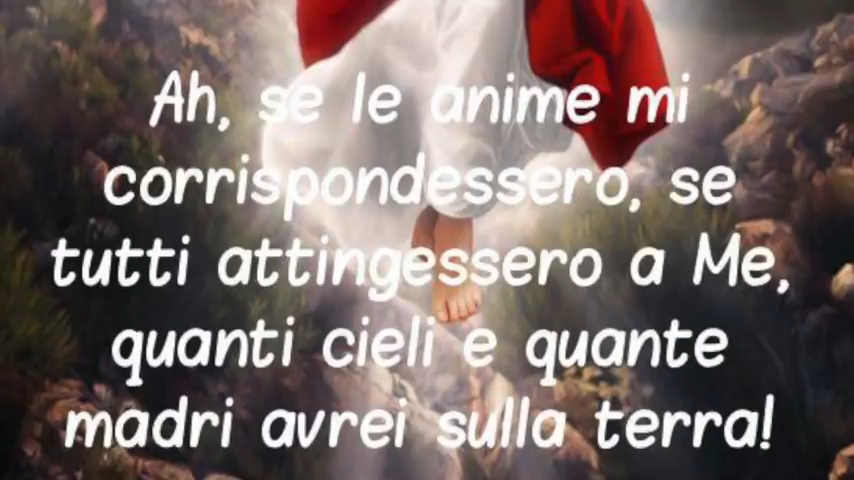 Ah, se le anime mi
corrispondessero, se
tutti attingessero a Me,
quanti cieli e quante
madri avrei sulla terra!